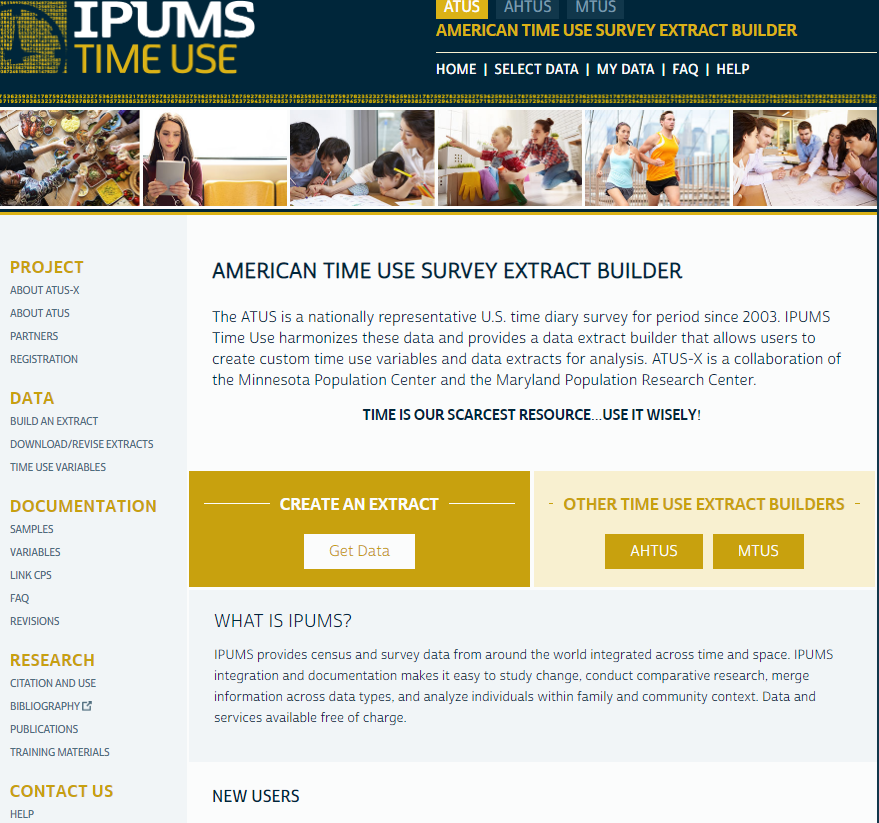 IPUMS
TIME USE
ATUS AHTUS MTUS
AMERICAN TIME USE SURVEY EXTRACT BUILDER
HOME | SELECT DATA | MY DATA | FAQ | HELP
PROJECT
ABOUT ATUS-X
ABOUT ATUS
PARTNERS
REGISTRATION
DATA
BUILD AN EXTRACT
DOWNLOAD/REVISE EXTRACTS
TIME USE VARIABLES
DOCUMENTATION
SAMPLES
VARIABLES
LINK CPS
FAQ
REVISIONS
RESEARCH
CITATION AND USE
BIBLIOGRAPHY
PUBLICATIONS
TRAINING MATERIALS
CONTACT US
HELP
AMERICAN TIME USE SURVEY EXTRACT BUILDER
The ATUS is a nationally representative U.S. time diary survey for period since 2003. IPUMS
Time Use harmonizes these data and provides a data extract builder that allows users to
create custom time use variables and data extracts for analysis. ATUS-X is a collaboration of
the Minnesota Population Center and the Maryland Population Research Center.
TIME IS OUR SCARCEST RESOURCE...USE IT WISELY!
CREATE AN EXTRACT
Get Data
- OTHER TIME USE EXTRACT BUILDERS -
AHTUS MTUS
WHAT IS IPUMS?
IPUMS provides census and survey data from around the world integrated across time and space. IPUMS
integration and documentation makes it easy to study change, conduct comparative research, merge
information across data types, and analyze individuals within family and community context. Data and
services available free of charge.
NEW USERS